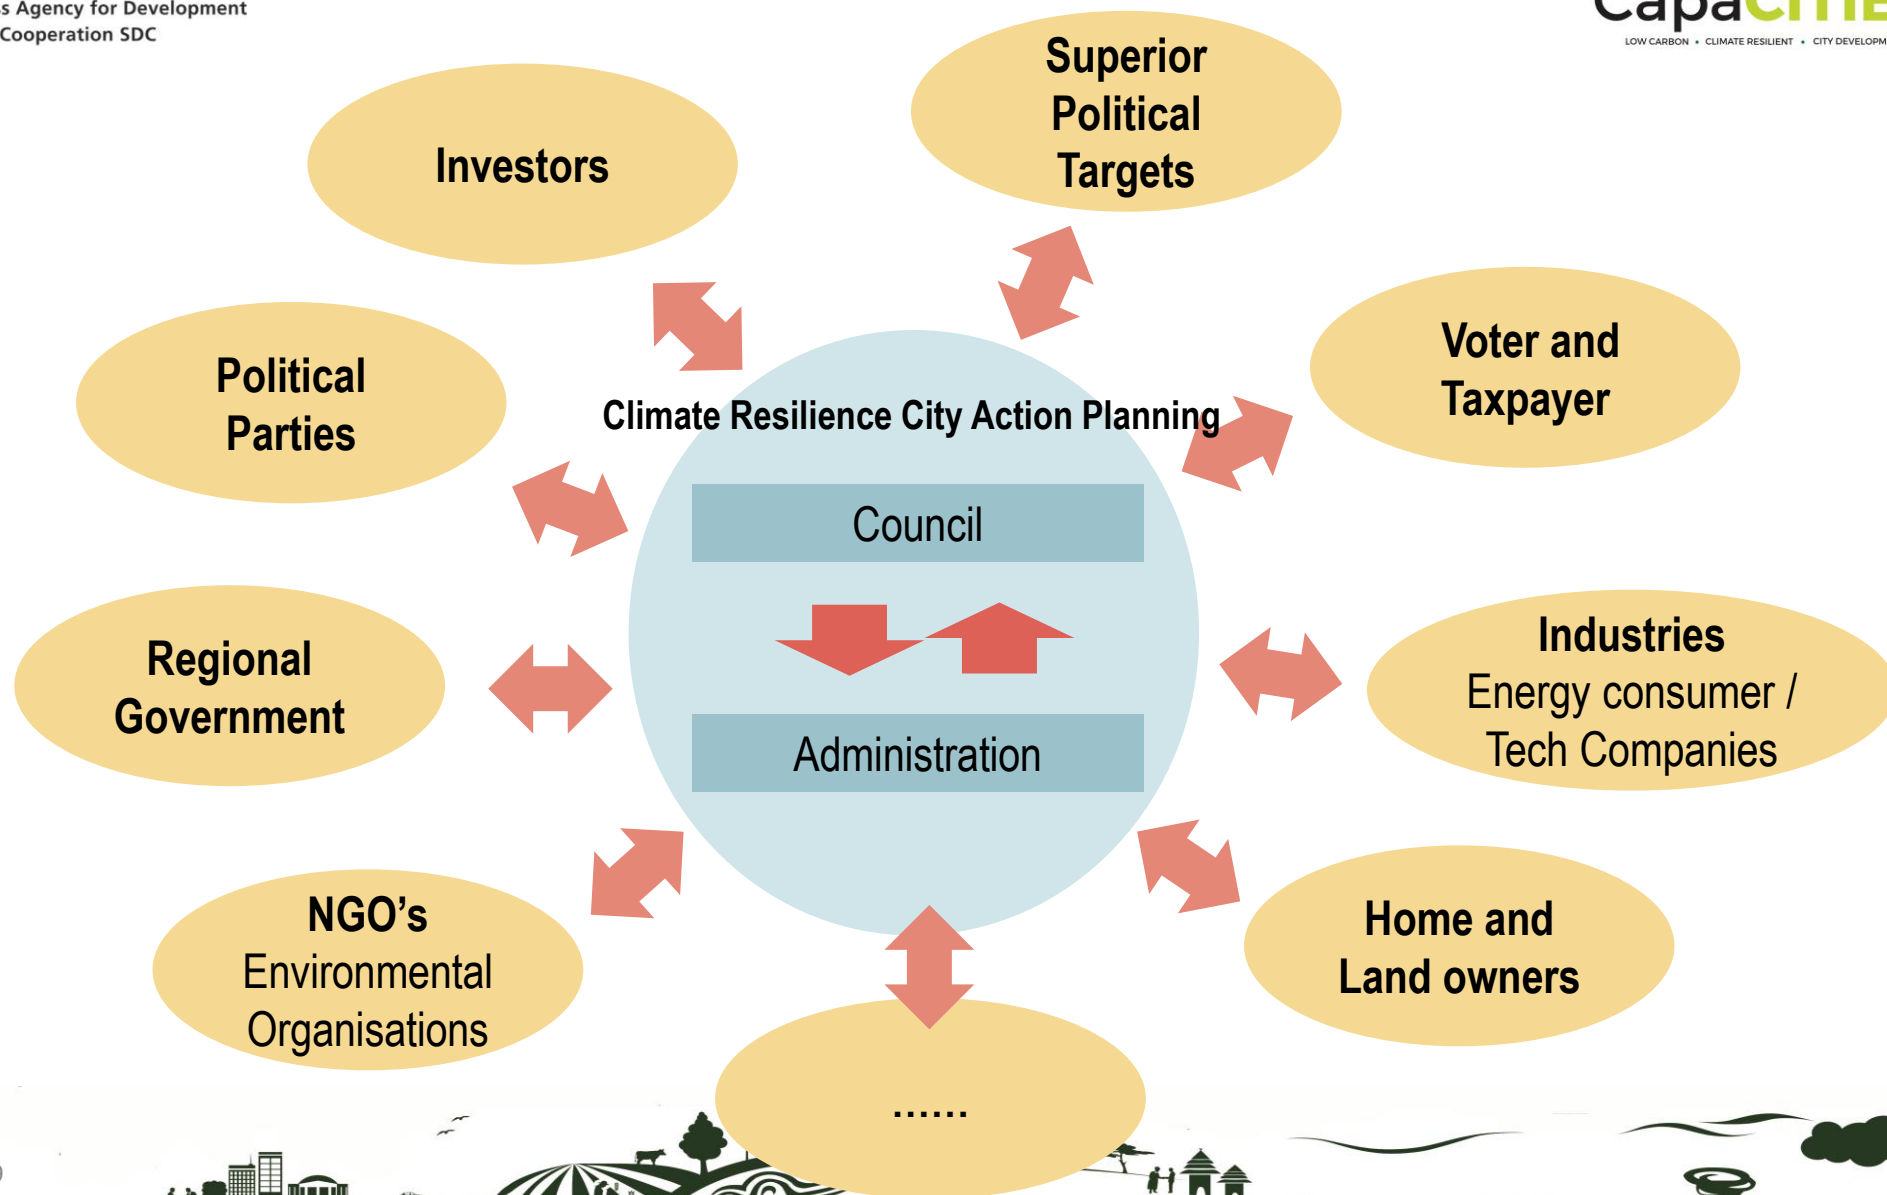 Agency for Development
Cooperation SDC
LOW CARBON • CLIMATE RESILIENT • CITY
Superior
Political
Targets
Investors
Voter and
Taxpayer
Political
Parties
Climate Resilience City Action Planning
Council
Regional
Government
Industries
Energy consumer /
Tech Companies
Administration
NGO’s
Environmental
Organisations
Home and
Land owners
......